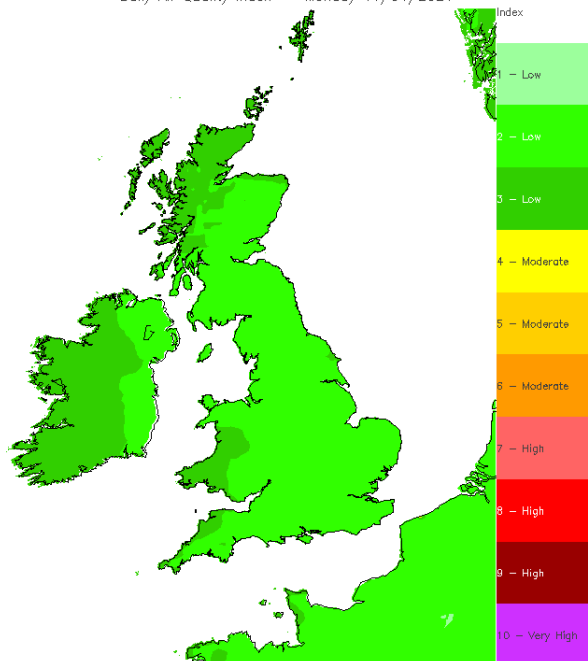 Index
1 - Low
2 - Low
3 - Low
4 - Moderate
5 - Moderate
6 - Moderate
7 - High
8 - High
9 - High
10 - Very High